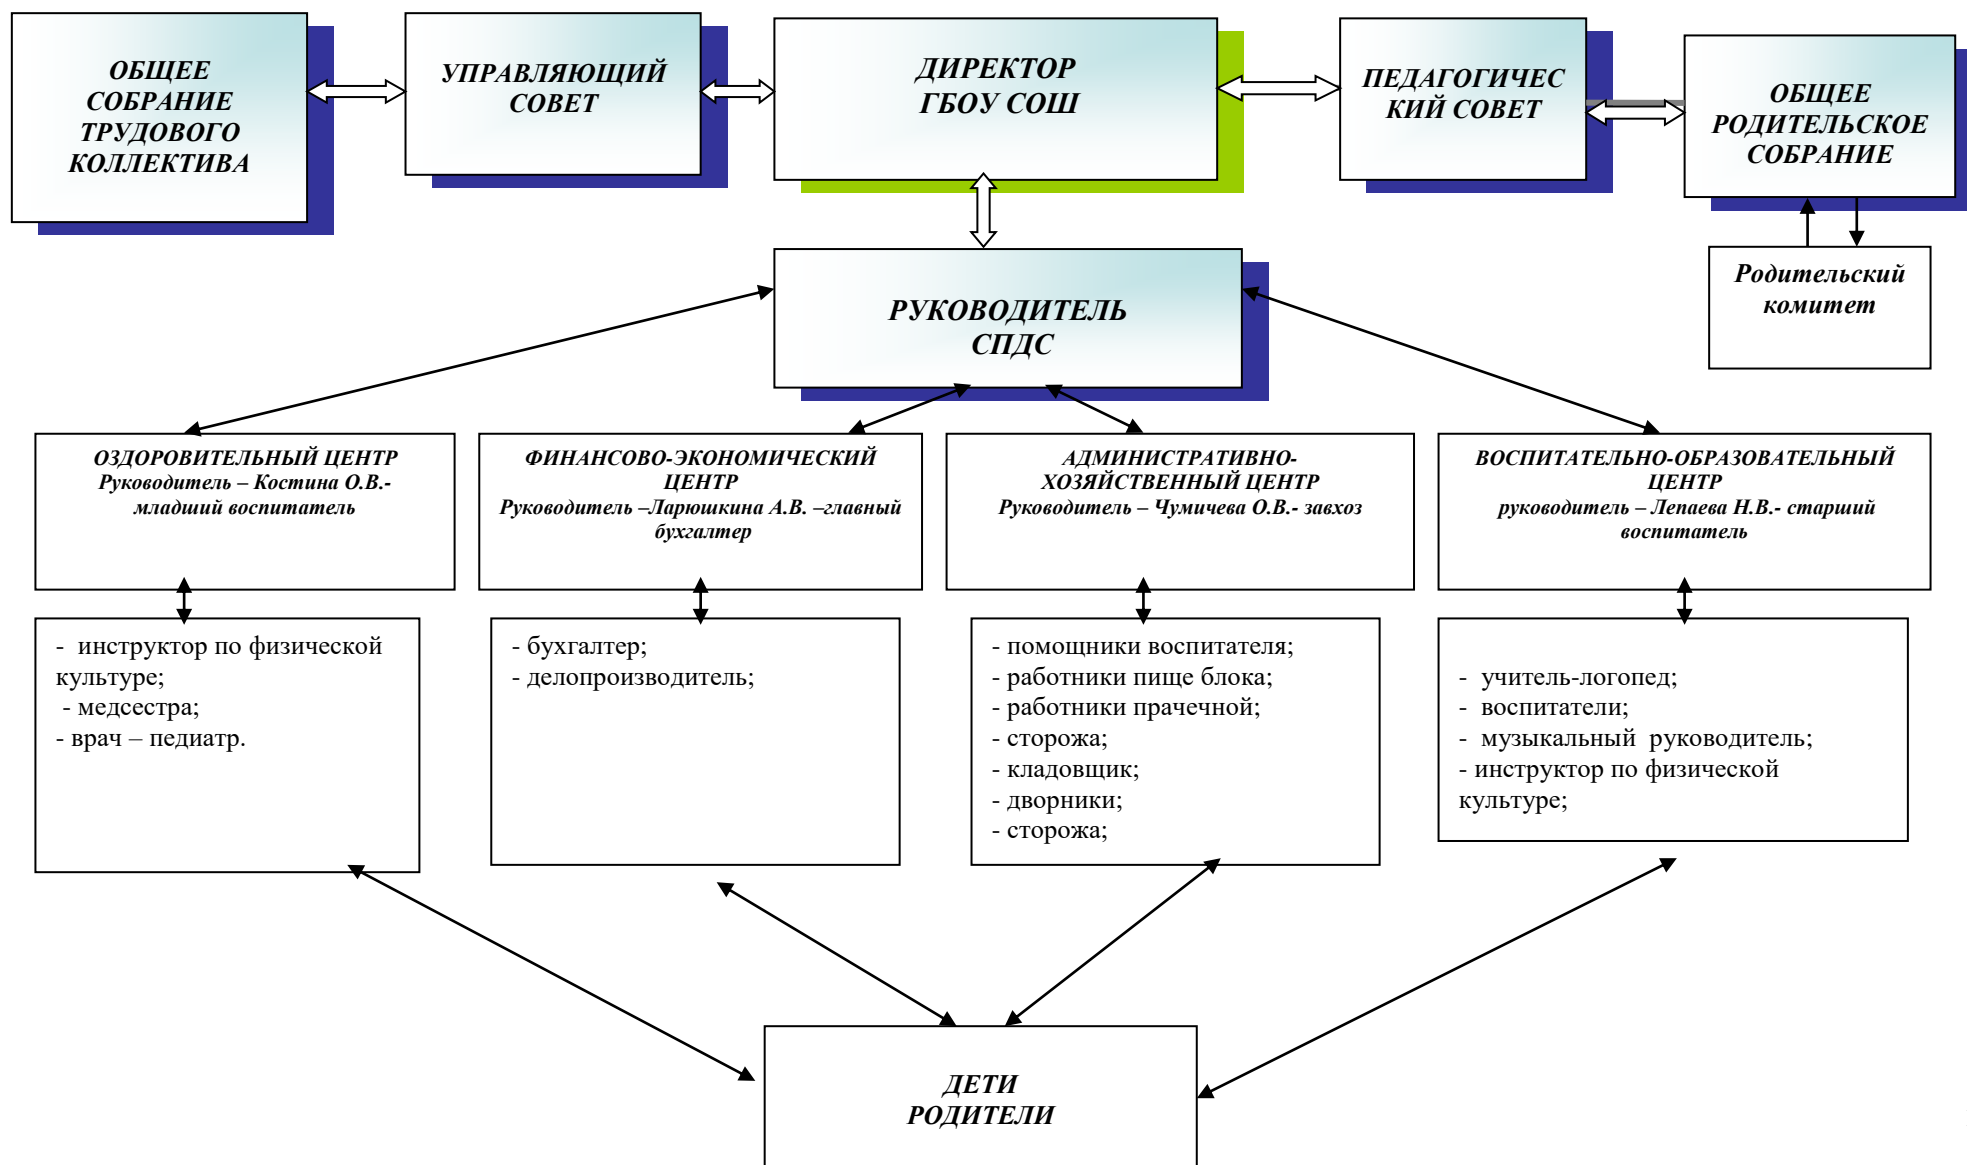 ОБЩЕЕ
СОБРАНИЕ
ТРУДОВОГО
КОЛЛЕКТИВА
УПРАВЛЯЮЩИЙ
СОВЕТ
ДИРЕКТОР
ГБОУ СОШ
ПЕДАГОГИЧЕС
КИЙ СОВЕТ
ОБЩЕЕ
РОДИТЕЛЬСКОЕ
СОБРАНИЕ
Родительский
комитет
РУКОВОДИТЕЛЬ
СПДС
ОЗДОРОВИТЕЛЬНЫЙ ЦЕНТР
Руководитель – Костина О.В.-
младший воспитатель
ФИНАНСОВО-ЭКОНОМИЧЕСКИЙ
ЦЕНТР
Руководитель –Ларюшкина А.В. –главный
бухгалтер
АДМИНИСТРАТИВНО-
ХОЗЯЙСТВЕННЫЙ ЦЕНТР
Руководитель – Чумичева О.В.- завхоз
ВОСПИТАТЕЛЬНО-ОБРАЗОВАТЕЛЬНЫЙ
ЦЕНТР
руководитель – Лепаева Н.В.- старший
воспитатель
- инструктор по физической
культуре;
- медсестра;
- врач – педиатр.
- бухгалтер;
- делопроизводитель;
- помощники воспитателя;
- работники пище блока;
- работники прачечной;
- сторожа;
- кладовщик;
- дворники;
- сторожа;
- учитель-логопед;
- воспитатели;
- музыкальный руководитель;
- инструктор по физической
культуре;
ДЕТИ
РОДИТЕЛИ